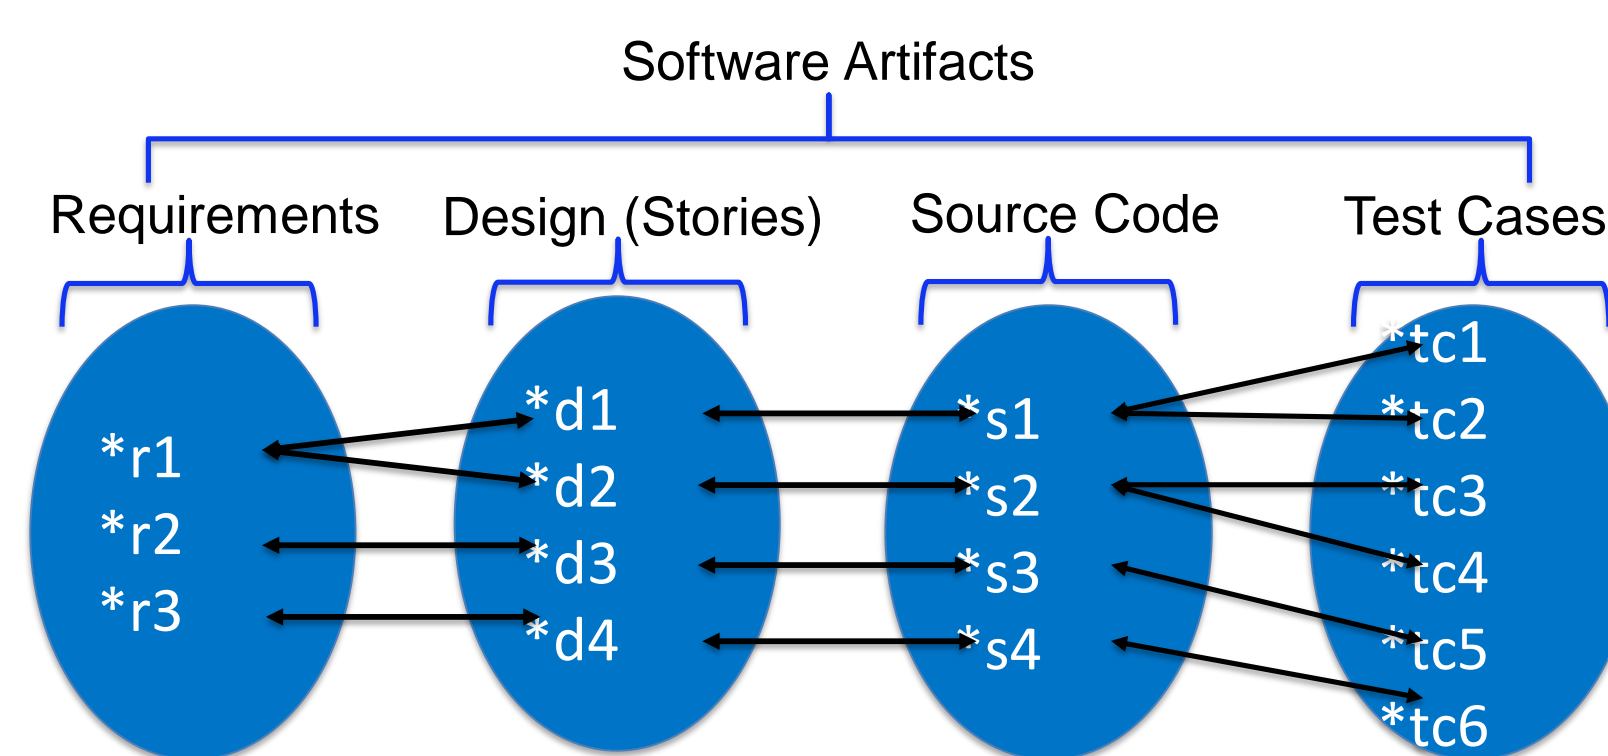 Software Artifacts
Requirements
Design (Stories)
Source Code
Test Cases
*r1
*r2
*r3
*d1
*d2
*d3
*d4
*s1
*s2
*s3
*s4
*tc1
*tc2
*tc3
*tc4
*tc5
*tc6